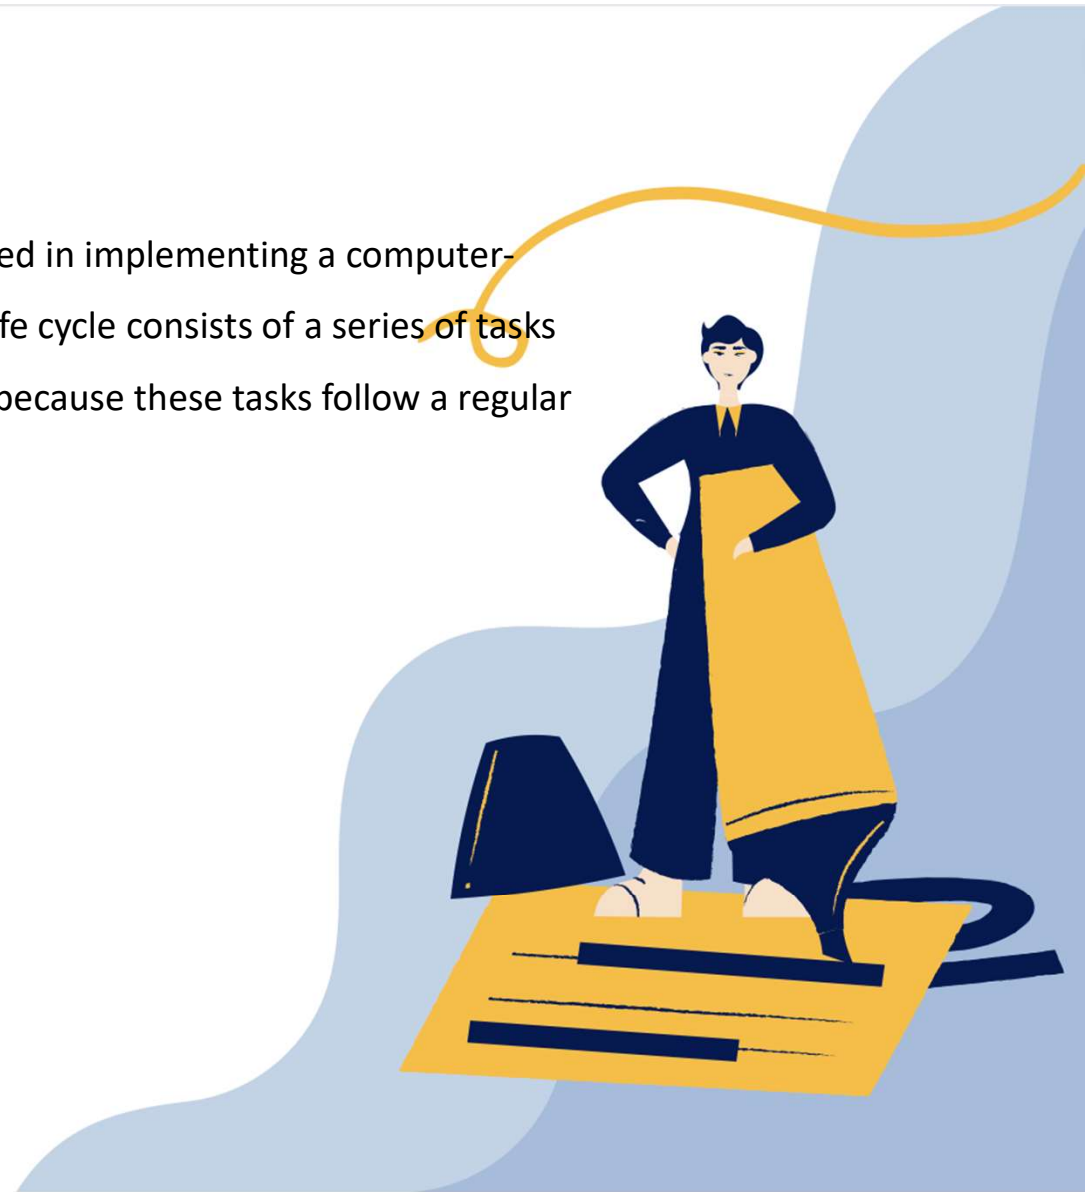 ed in implementing a computer-
fe cycle consists of a series of tasks
because these tasks follow a regular